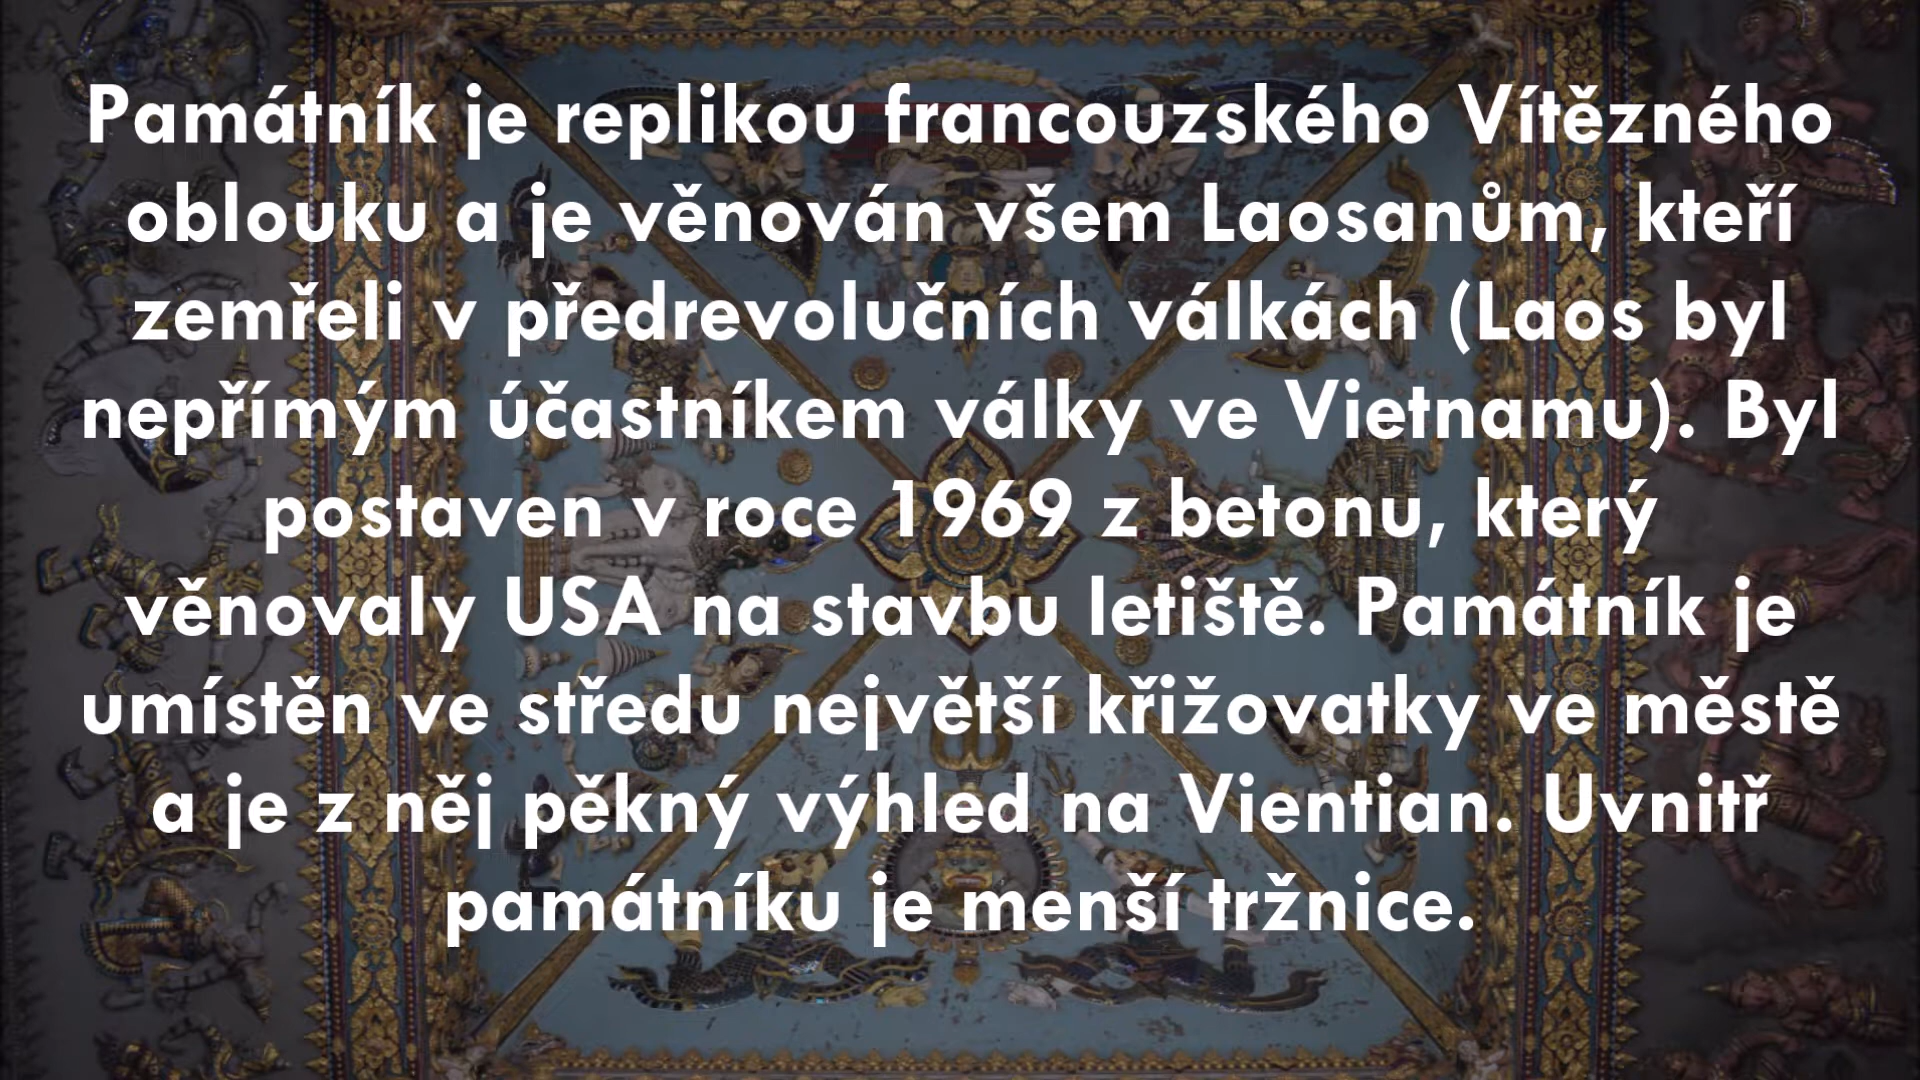 Památník je replikou francouzského Vítězného
oblouku a je věnován všem Laosanům, kteří
zemřeli v předrevolučních válkách (Laos byl
nepřímým účastníkem války ve Vietnamu). Byl
postaven v roce 1969 z betonu, který
věnovaly USA na stavbu letiště. Památník je
umístěn ve středu největší křižovatky ve městě
a je z něj pěkný výhled na Vientian. Uvnitř
památníku je menší tržnice.